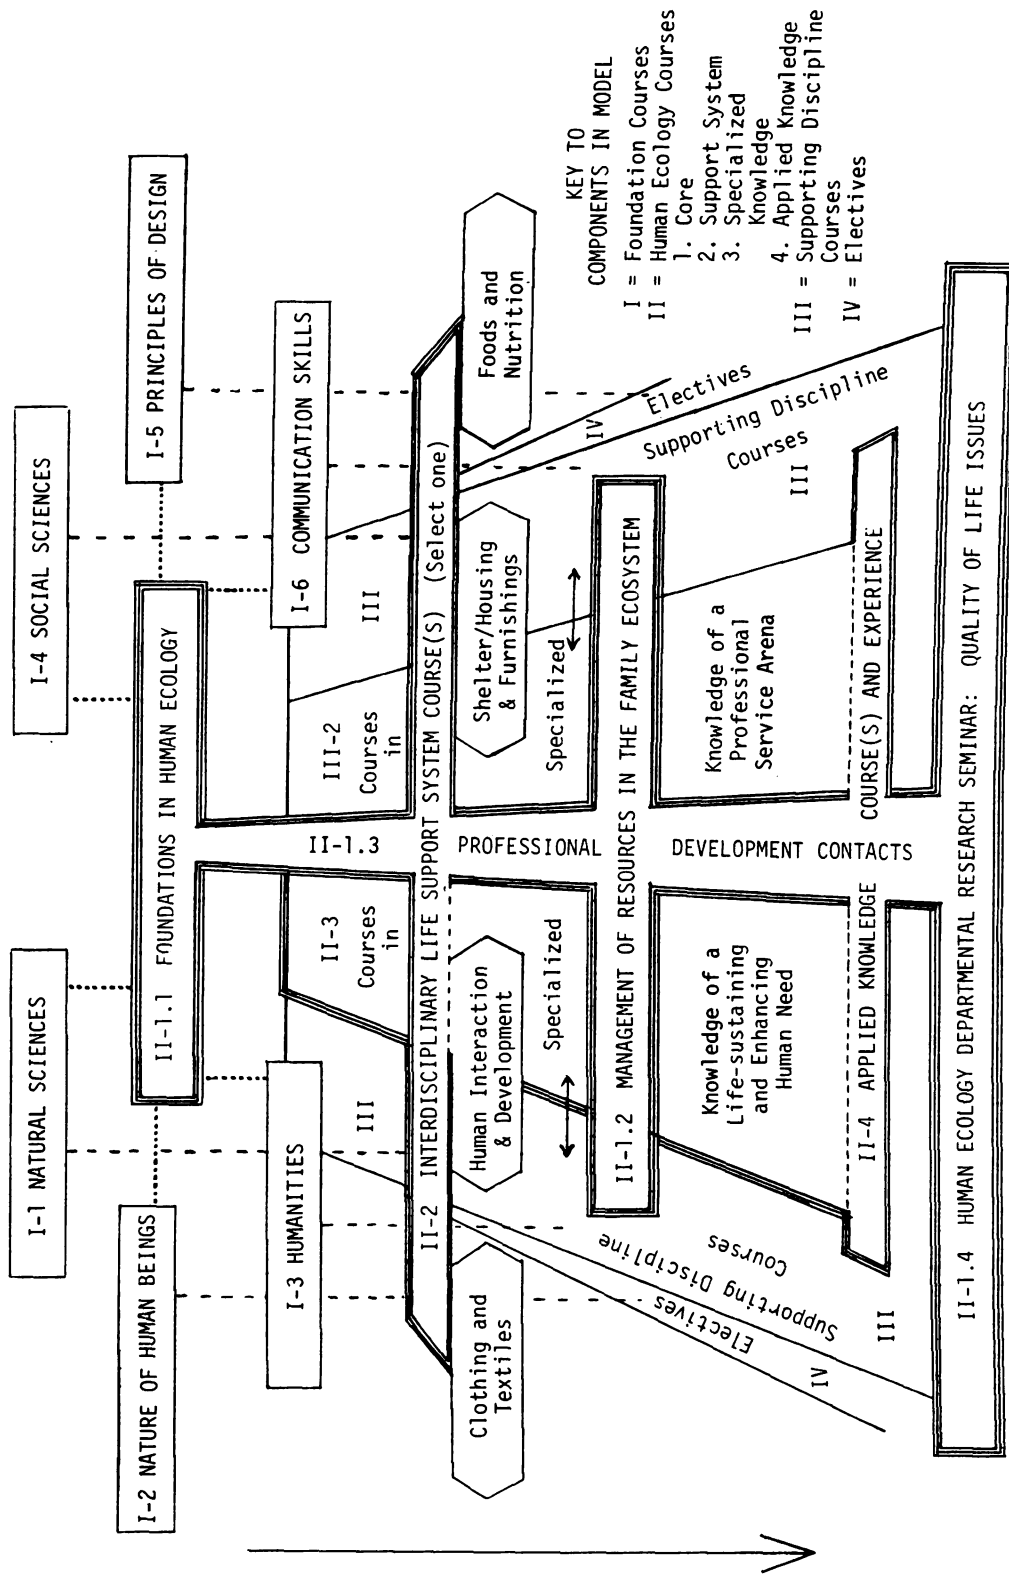 I-1 NATURAL SCIENCES
I-4 SOCIAL SCIENCES
I-2 NATURE OF HUMAN BEINGS
II-1.1 FOUNDATIONS IN HUMAN ECOLOGY
I-5 PRINCIPLES OF DESIGN
I-3 HUMANITIES
I-6 COMMUNICATION SKILLS
III
II-3
Courses
in
II-1.3 PROFESSIONAL DEVELOPMENT CONTACTS
III-2
Courses
in
III
II-2 INTERDISCIPLINARY LIFE SUPPORT SYSTEM COURSE(S) (Select one)
Clothing and
Textiles
Human Interaction
& Development
Shelter/Housing
& Furnishings
Foods and
Nutrition
Specialized
Specialized
II-1.2 MANAGEMENT OF RESOURCES IN THE FAMILY ECOSYSTEM
Electives
Supporting Discipline
Courses
IV
III
IV
Electives
Supporting Discipline
Courses
III
Knowledge of a
Life-sustaining
and Enhancing
Human Need
Knowledge of a
Professional
Service Arena
II-4 APPLIED KNOWLEDGE COURSE(S) AND EXPERIENCE
II-1.4 HUMAN ECOLOGY DEPARTMENTAL RESEARCH SEMINAR: QUALITY OF LIFE ISSUES
KEY TO
COMPONENTS IN MODEL
I = Foundation Courses
II = Human Ecology Courses
1. Core
2. Support System
3. Specialized
Knowledge
4. Applied Knowledge
III = Supporting Discipline
Courses
IV = Electives